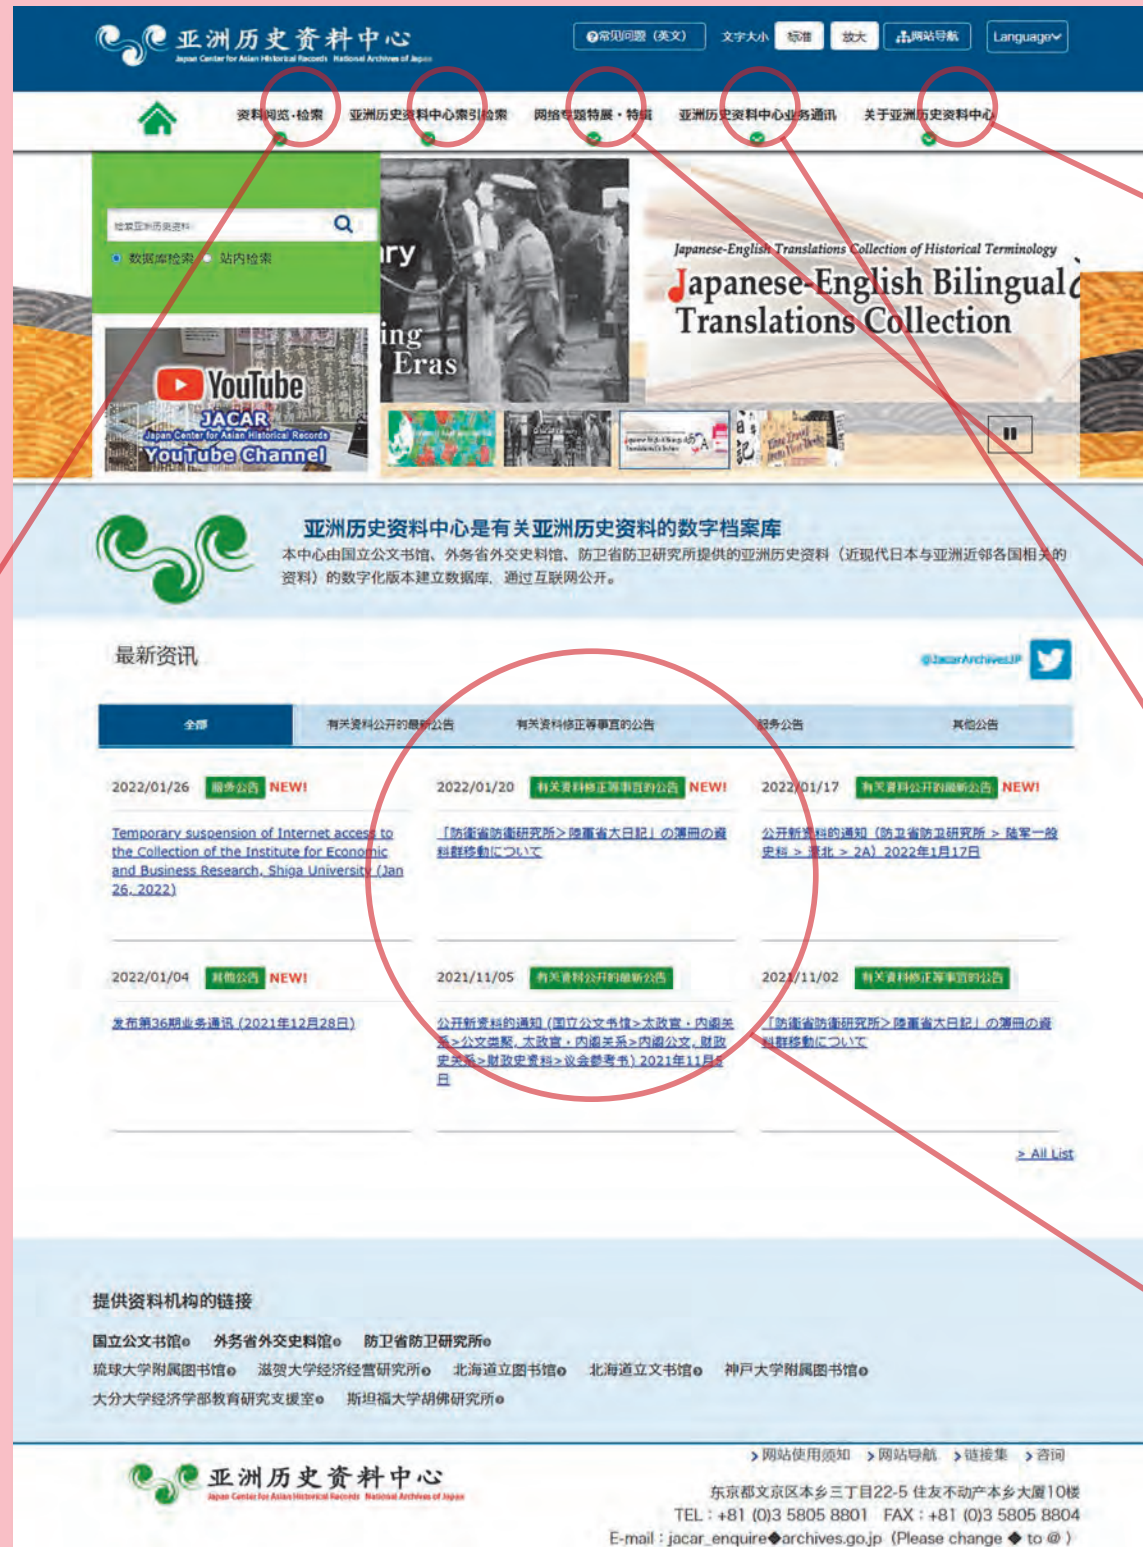 亚洲历史资料中心
Japan Center for Asian Historical Records National Archives of Japan
?常见问题（英文）
文字大小 标准 放大
网站导航
Language
资料阅览·检索 亚洲历史资料中心索引检索 网络专题特展・特辑 亚洲历史资料中心业务通讯 关于亚洲历史资料中心
检索亚洲历史资料
数据库检索 站内检索
YouTube
JACAR
Japan Center for Asian Historical Records
YouTube Channel
ry
ing
Eras
Japanese-English Translations Collection of Historical Terminology
Japanese-English Bilingual
Translations Collection
亚洲历史资料中心是有关亚洲历史资料的数字档案库
本中心由国立公文书馆、外务省外交史料馆、防卫省防卫研究所提供的亚洲历史资料（近现代日本与亚洲近邻各国相关的
资料）的数字化版本建立数据库，通过互联网公开。
最新资讯
@JacarArchivesJP
全部 有关资料公开的最新公告 有关资料修正等事宜的公告 服务公告 其他公告
2022/01/26 服务公告 NEW!
Temporary suspension of Internet access to
the Collection of the Institute for Economic
and Business Research, Shiga University (Jan
26, 2022)
2022/01/20 有关资料修正等事宜的公告 NEW!
「防衛省防衛研究所＞陸軍省大日記」の簿冊の資
料群移動について
2022/01/17 有关资料公开的最新公告 NEW!
公开新资料的通知（防卫省防卫研究所 > 陆军一般
史料 > 满北 > 2A）2022年1月17日
2022/01/04 其他公告 NEW!
发布第36期业务通讯 (2021年12月28日)
2021/11/05 有关资料公开的最新公告
公开新资料的通知 (国立公文书馆>太政官・内阁关
系>公文类聚, 太政官・内阁关系>内阁公文, 财政
史关系>财政史资料>议会参考书) 2021年11月5
日
2021/11/02 有关资料修正等事宜的公告
「防衛省防衛研究所＞陸軍省大日記」の簿冊の資
料群移動について
> All List
提供资料机构的链接
国立公文书馆 外务省外交史料馆 防卫省防卫研究所
琉球大学附属图书馆 滋贺大学经济经营研究所 北海道立图书馆 北海道立文书馆 神戸大学附属图书馆
大分大学经济学部教育研究支援室 斯坦福大学胡佛研究所
亚洲历史资料中心
Japan Center for Asian Historical Records National Archives of Japan
>网站使用须知 >网站导航 >链接集 >咨问
东京都文京区本乡三丁目22-5 住友不动产本乡大厦10楼
TEL：+81 (0)3 5805 8801 FAX：+81 (0)3 5805 8804
E-mail：jacar_enquire◆archives.go.jp (Please change ◆ to @ )